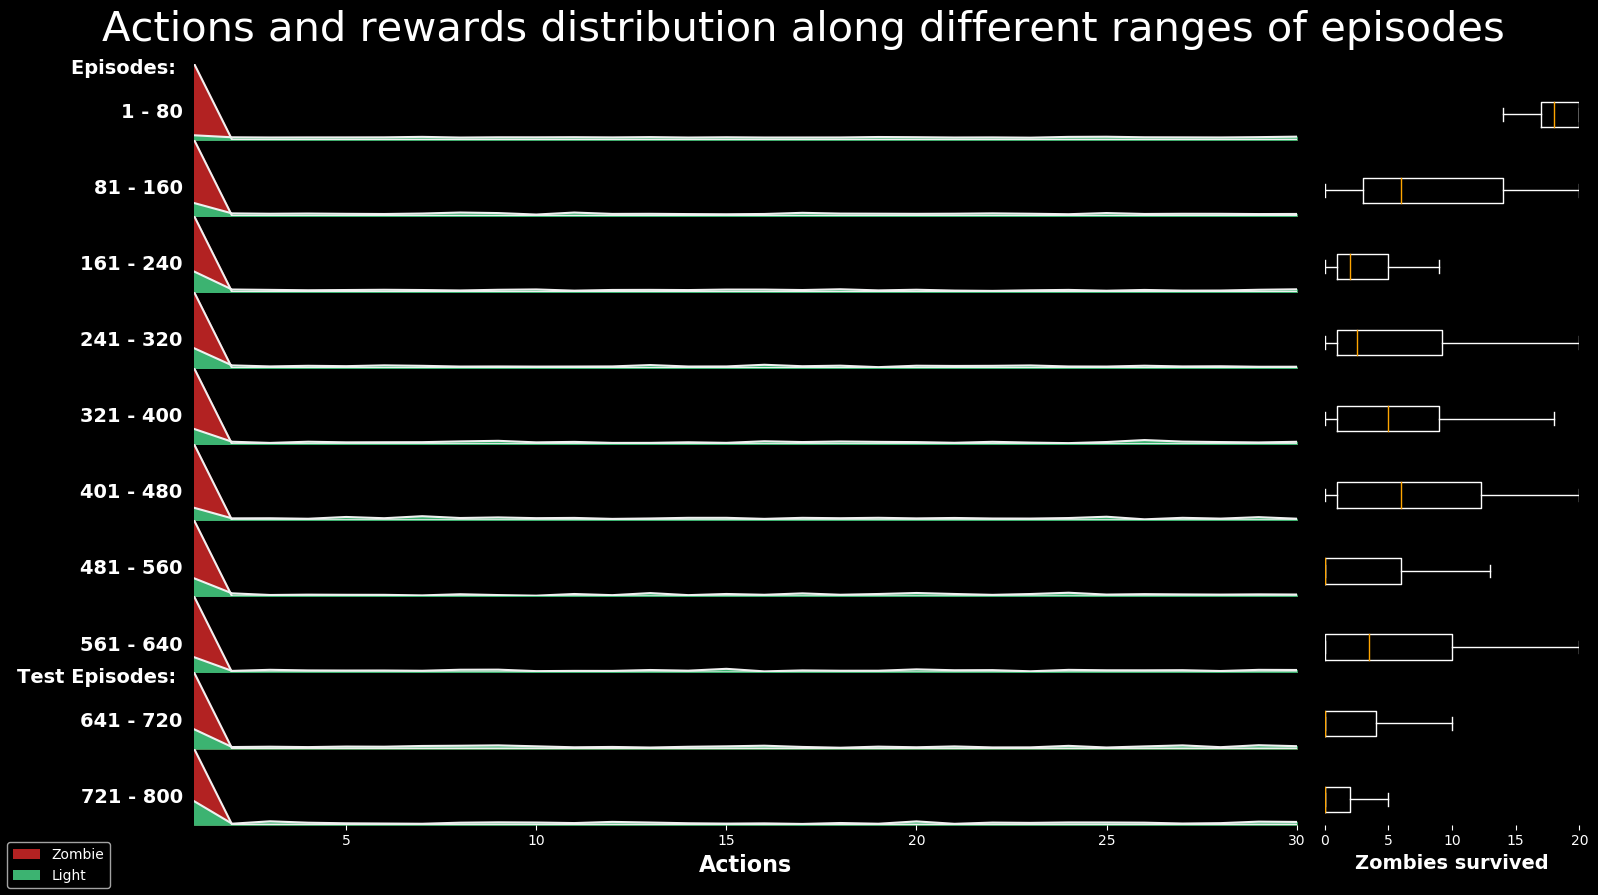 Actions and rewards distribution along different ranges of episodes
Episodes:
1 - 80
81 - 160
161 - 240
241 - 320
321 - 400
401 - 480
481 - 560
561 - 640
Test Episodes:
641 - 720
721 - 800
5 10 15 20 25 30
Actions
0 5 10 15 20
Zombies survived
Zombie
Light